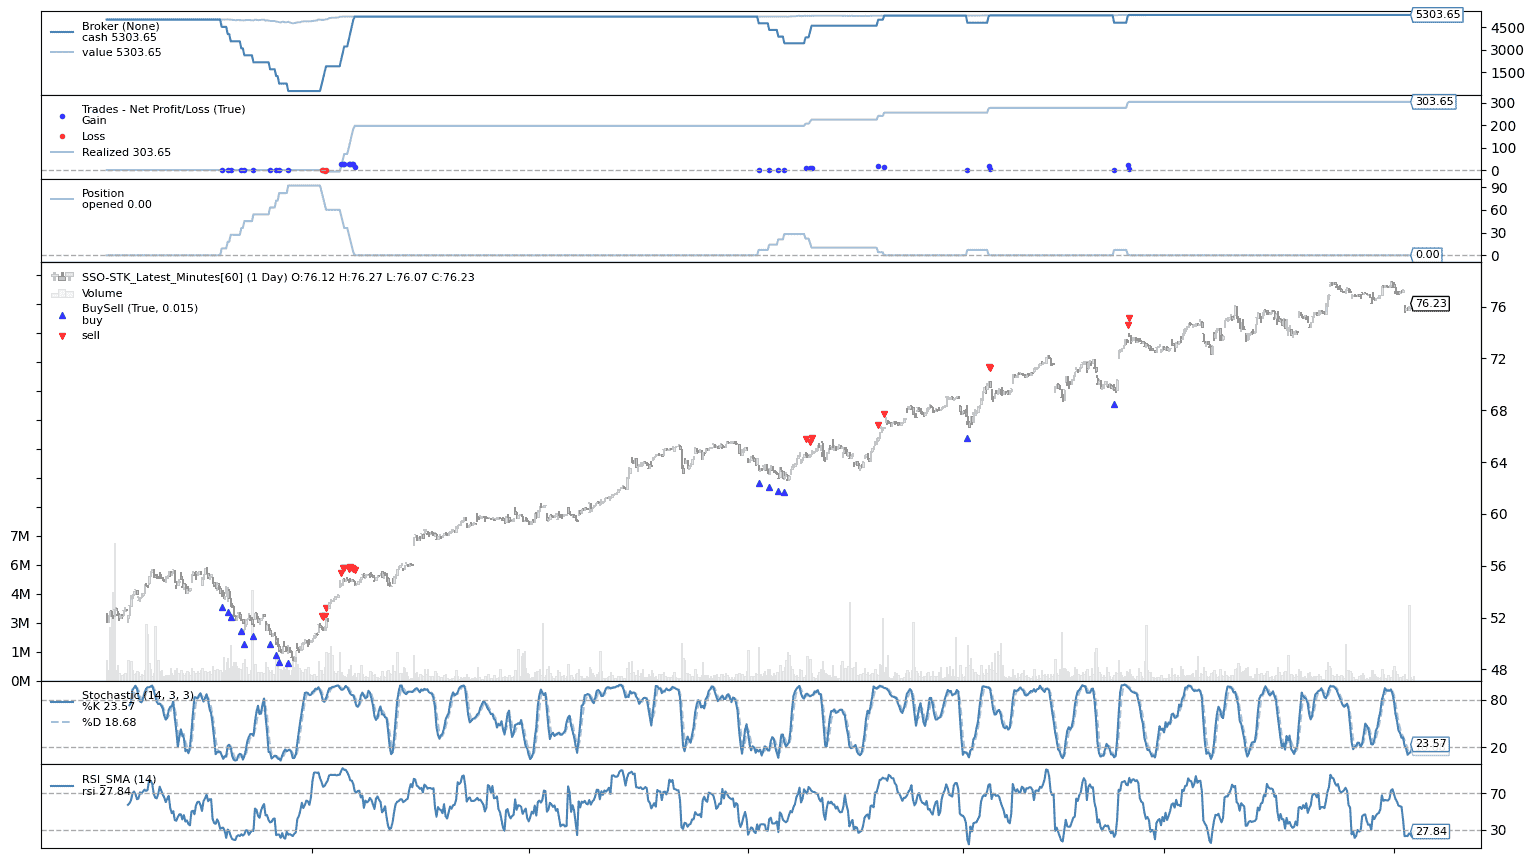 Broker (None)
cash 5303.65
value 5303.65
5303.65
4500
3000
1500
Trades - Net Profit/Loss (True)
Gain
Loss
Realized 303.65
303.65
300
200
100
0
Position
opened 0.00
90
60
30
0
0.00
SSO-STK_Latest_Minutes[60] (1 Day) O:76.12 H:76.27 L:76.07 C:76.23
Volume
BuySell (True, 0.015)
buy
sell
76.23
76
72
68
64
60
56
52
48
7M
6M
4M
3M
1M
0M
Stochastic (14, 3, 3)
%K 23.57
%D 18.68
80
20
23.57
RSI_SMA (14)
rsi 27.84
70
30
27.84